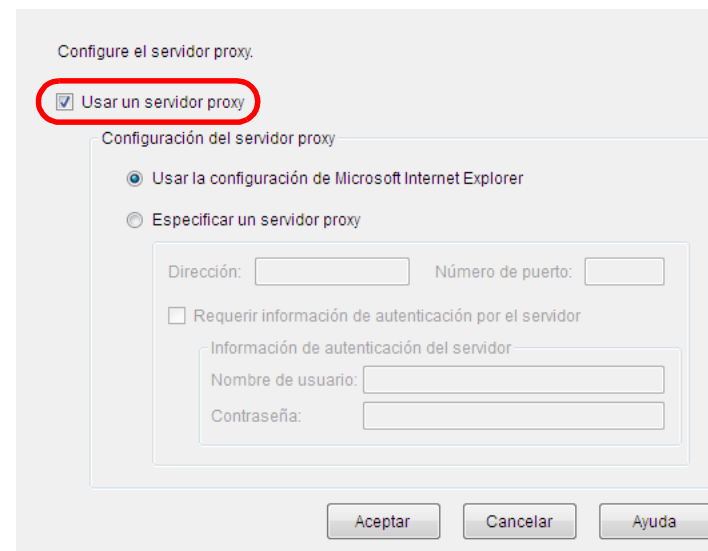 Configure el servidor proxy.
Usar un servidor proxy
Configuración del servidor proxy
Usar la configuración de Microsoft Internet Explorer
Especificar un servidor proxy
Dirección: Número de puerto:
Requerir información de autenticación por el servidor
Información de autenticación del servidor
Nombre de usuario:
Contraseña:
Aceptar Cancelar Ayuda